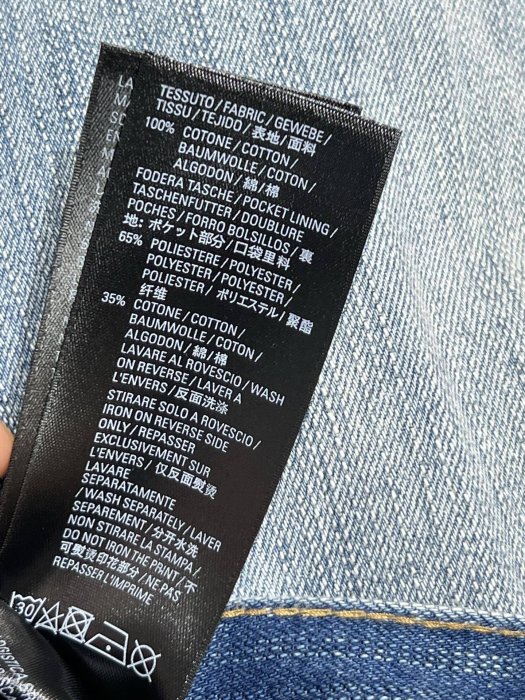 TESSUTO/FABRIC/GEWEBE/
TISSU/TEJIDO/表地/面料
100% COTONE/COTTON/
BAUMWOLLE/COTON/
ALGODON/綿/棉
FODERA TASCHE/POCKET LINING/
TASCHENFUTTER/DOUBLURE
POCHES/FORRO BOLSILLOS/裏
地: ポケット部分/口袋里料
65% POLIESTERE/POLYESTER/
POLYESTER/POLYESTER/
POLIESTER/ポリエステル/聚酯
纤维
35% COTONE/COTTON/
BAUMWOLLE/COTON/
ALGODON/綿/棉
LAVARE AL ROVESCIO/WASH
ON REVERSE/LAVER A
L'ENVERS/反面洗涤
STIRARE SOLO A ROVESCIO/
IRON ON REVERSE SIDE
ONLY/REPASSER
EXCLUSIVEMENT SUR
L'ENVERS/仅反面熨烫
LAVARE
SEPARATAMENTE
/WASH SEPARATELY/LAVER
SEPAREMENT/分开水洗
NON STIRARE LA STAMPA/
DO NOT IRON THE PRINT/不
可熨烫印花部分/NE PAS
REPASSER L'IMPRIME
30
LA
MA